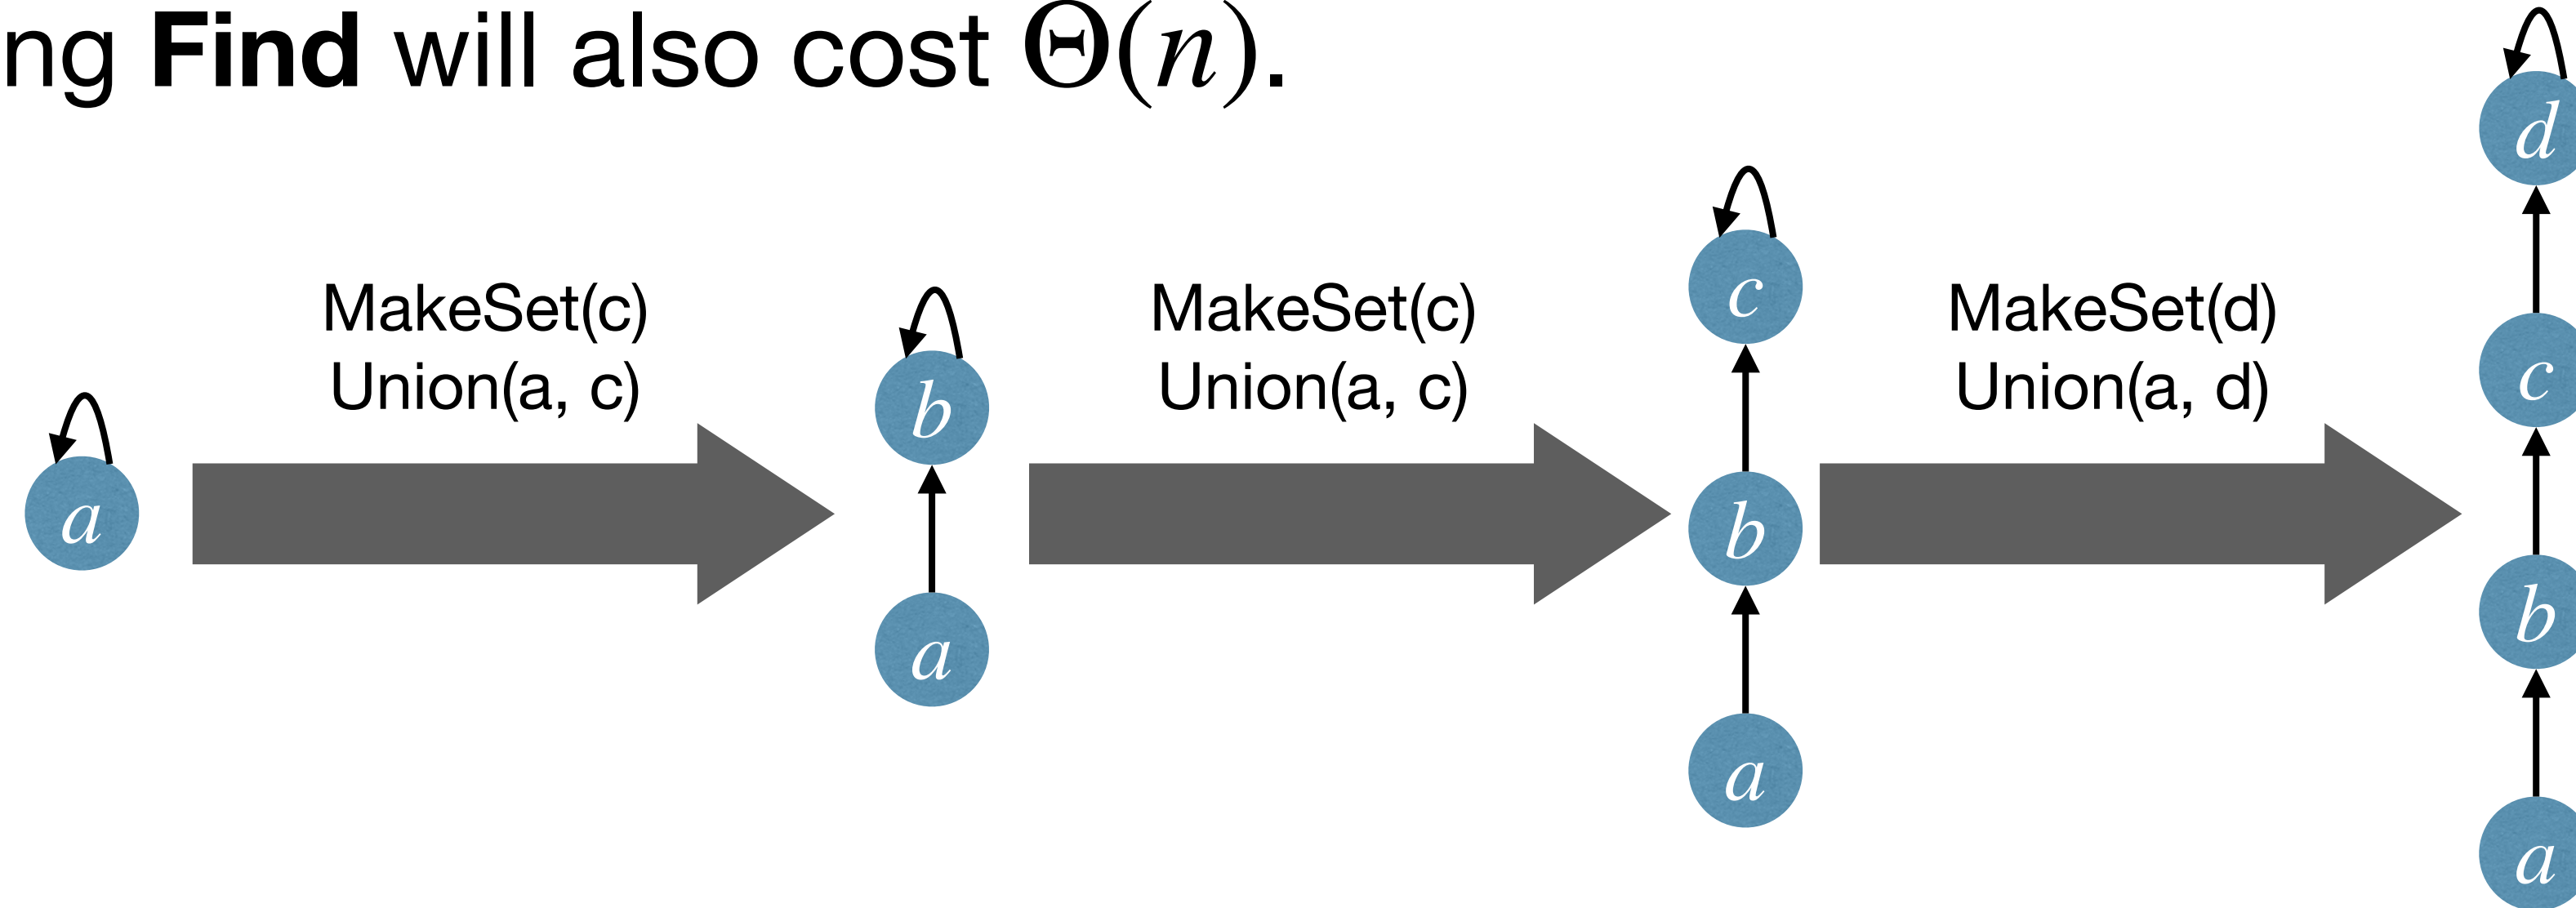 ng Find will also cost Θ(n).
MakeSet(c)
Union(a, c)
MakeSet(c)
Union(a, c)
MakeSet(d)
Union(a, d)
a
b
a
c
b
a
d
c
b
a